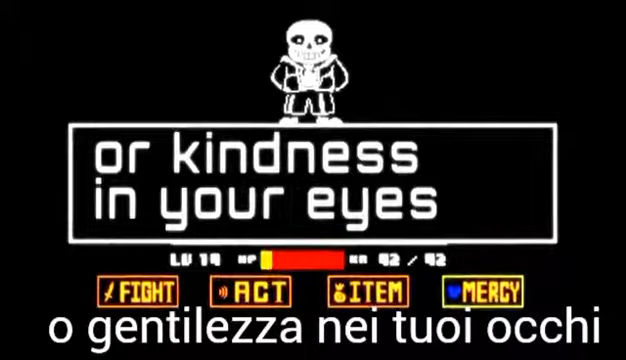 or kindness
in your eyes
LV 19 HP KR 92 / 92
FIGHT ACT ITEM MERCY
o gentilezza nei tuoi occhi